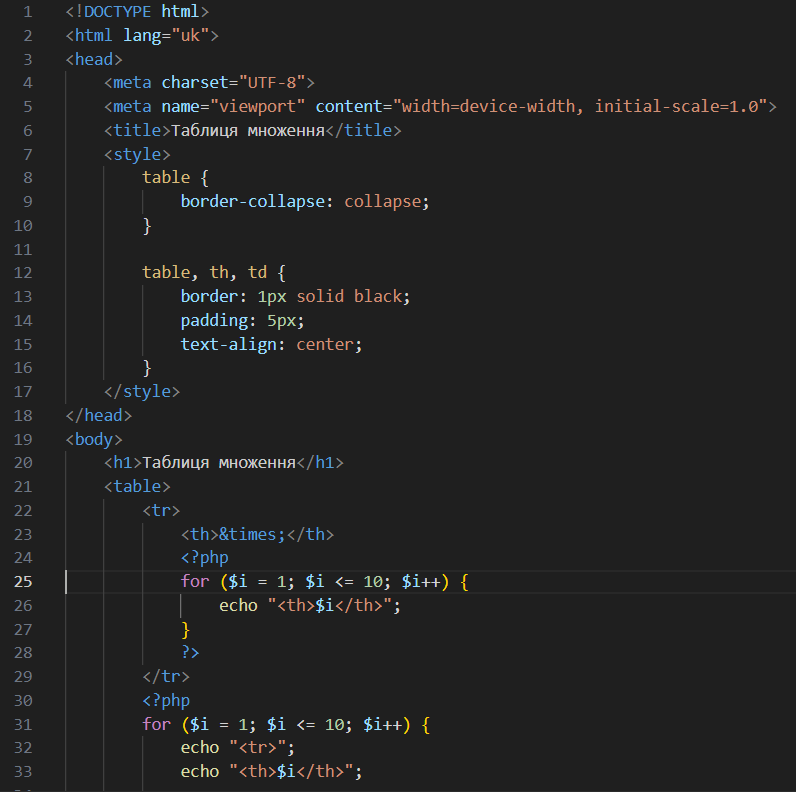 1 <!DOCTYPE html>
2 <html lang="uk">
3 <head>
4     <meta charset="UTF-8">
5     <meta name="viewport" content="width=device-width, initial-scale=1.0">
6     <title>Таблиця множення</title>
7     <style>
8         table {
9             border-collapse: collapse;
10         }
11
12         table, th, td {
13             border: 1px solid black;
14             padding: 5px;
15             text-align: center;
16         }
17     </style>
18 </head>
19 <body>
20     <h1>Таблиця множення</h1>
21     <table>
22         <tr>
23             <th>&times;</th>
24             <?php
25             for ($i = 1; $i <= 10; $i++) {
26                 echo "<th>$i</th>";
27             }
28             ?>
29         </tr>
30         <?php
31         for ($i = 1; $i <= 10; $i++) {
32             echo "<tr>";
33             echo "<th>$i</th>";